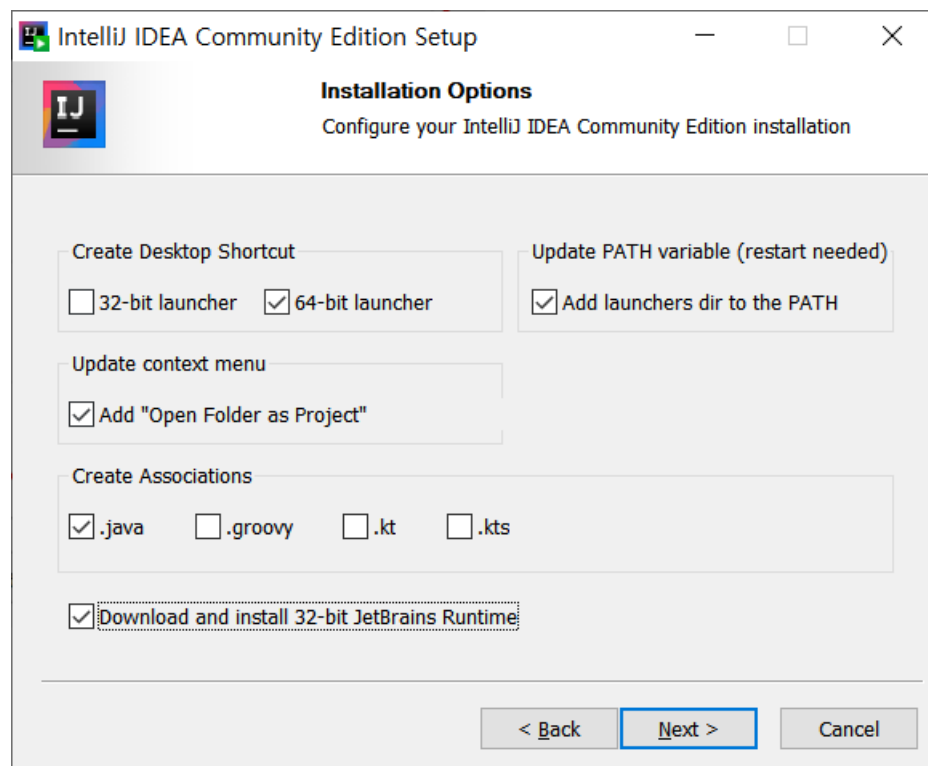 IntelliJ IDEA Community Edition Setup
IJ
Installation Options
Configure your IntelliJ IDEA Community Edition installation
Create Desktop Shortcut
32-bit launcher 64-bit launcher
Update PATH variable (restart needed)
Add launchers dir to the PATH
Update context menu
Add "Open Folder as Project"
Create Associations
.java .groovy .kt .kts
Download and install 32-bit JetBrains Runtime
< Back Next > Cancel